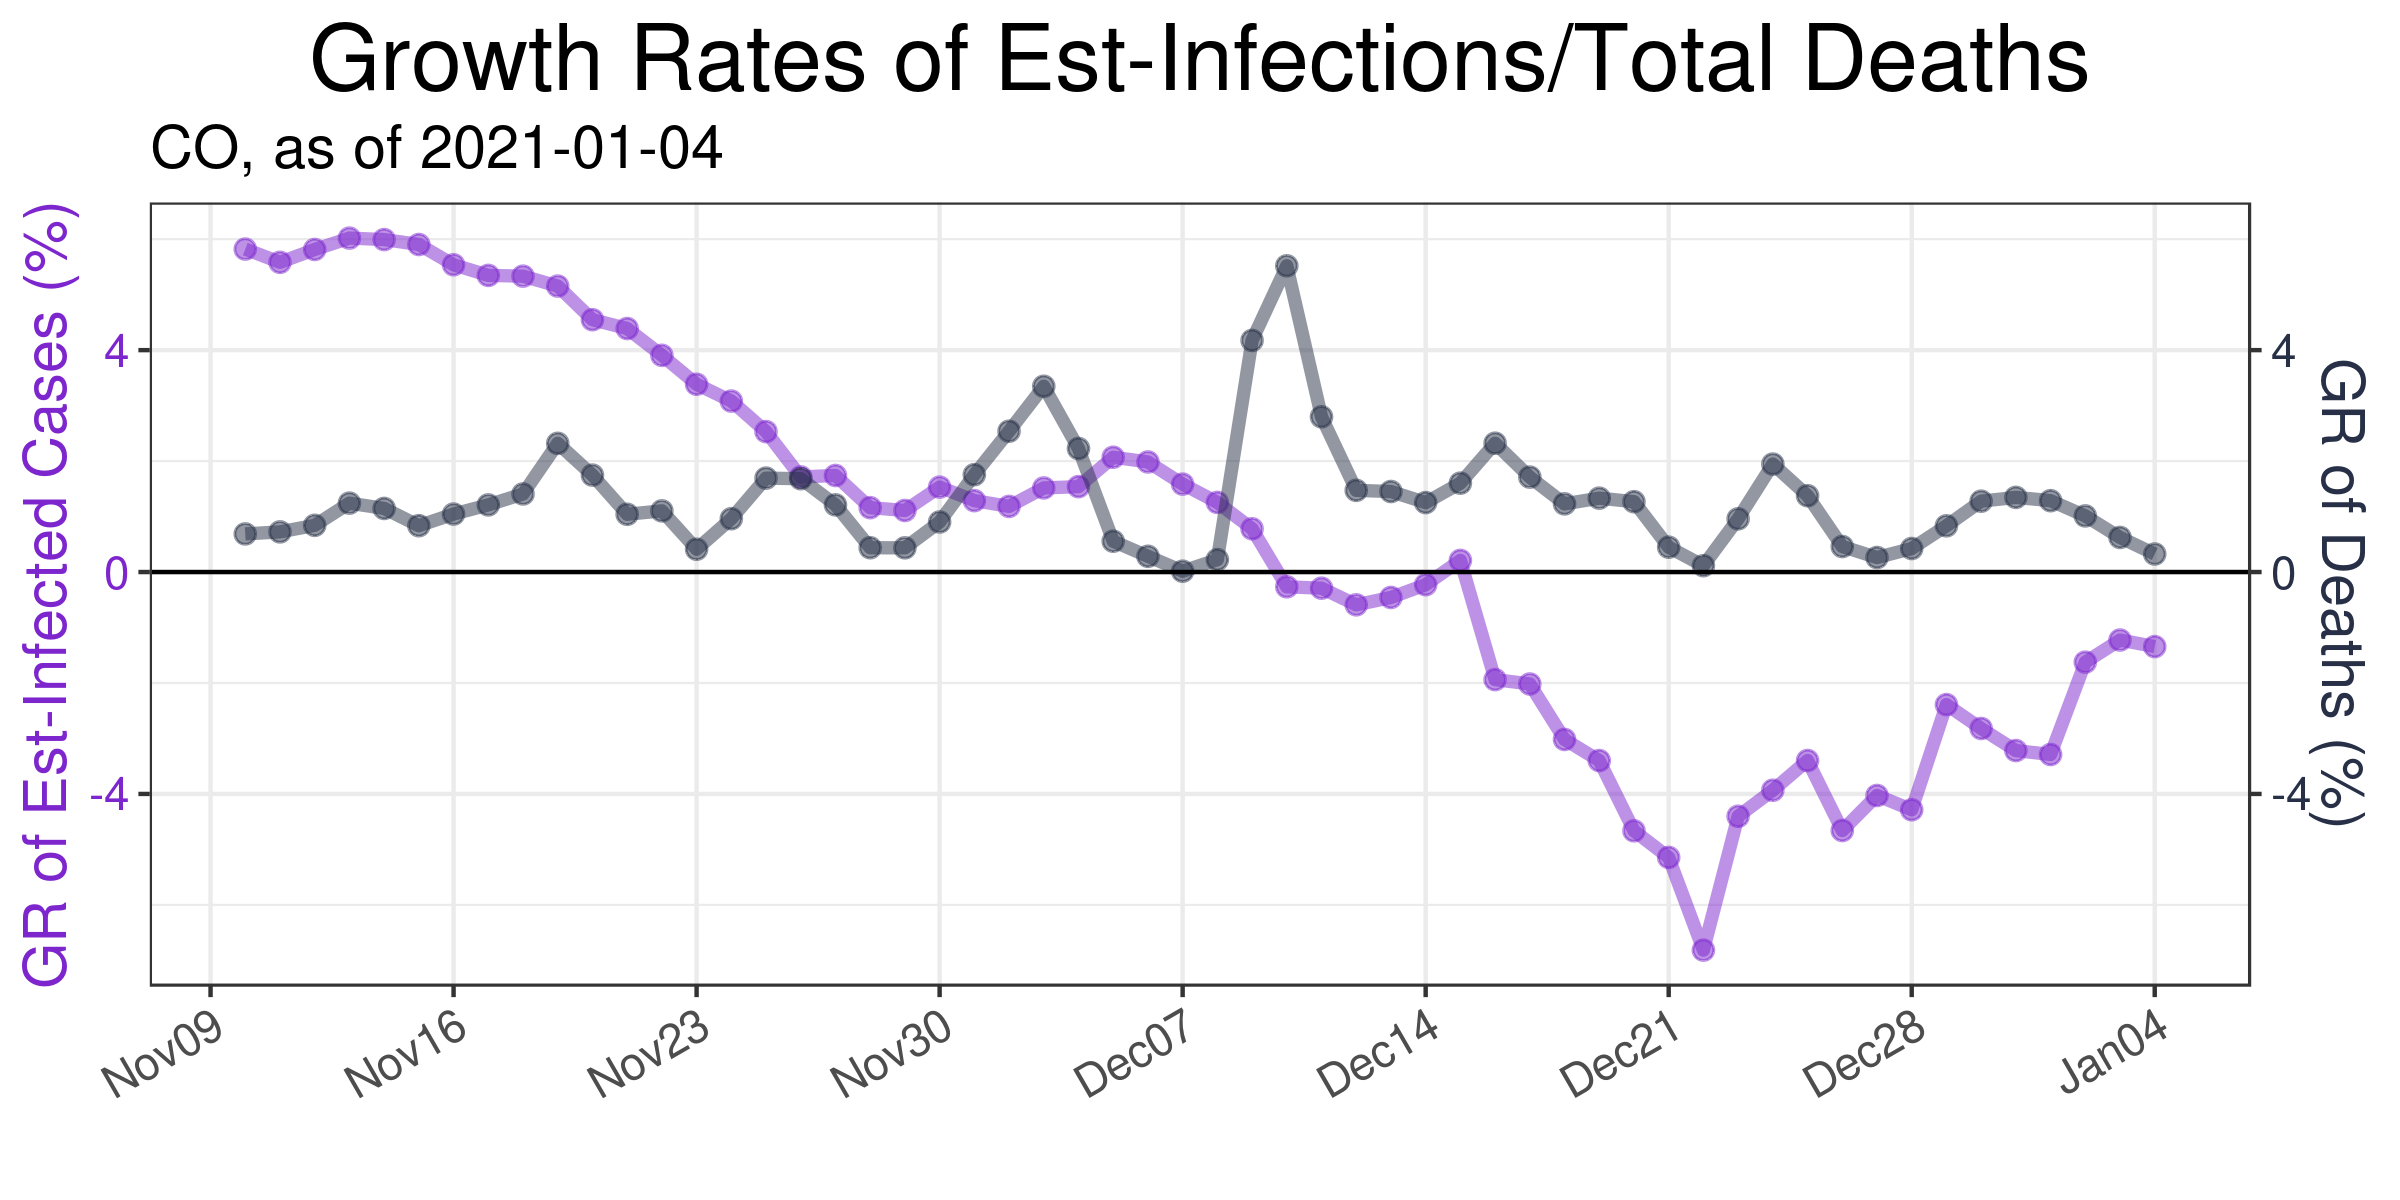 Growth Rates of Est-Infections/Total Deaths
CO, as of 2021-01-04
GR of Est-Infected Cases (%)
4
0
-4
4
0
-4
GR of Deaths (%)
Nov09
Nov16
Nov23
Nov30
Dec07
Dec14
Dec21
Dec28
Jan04